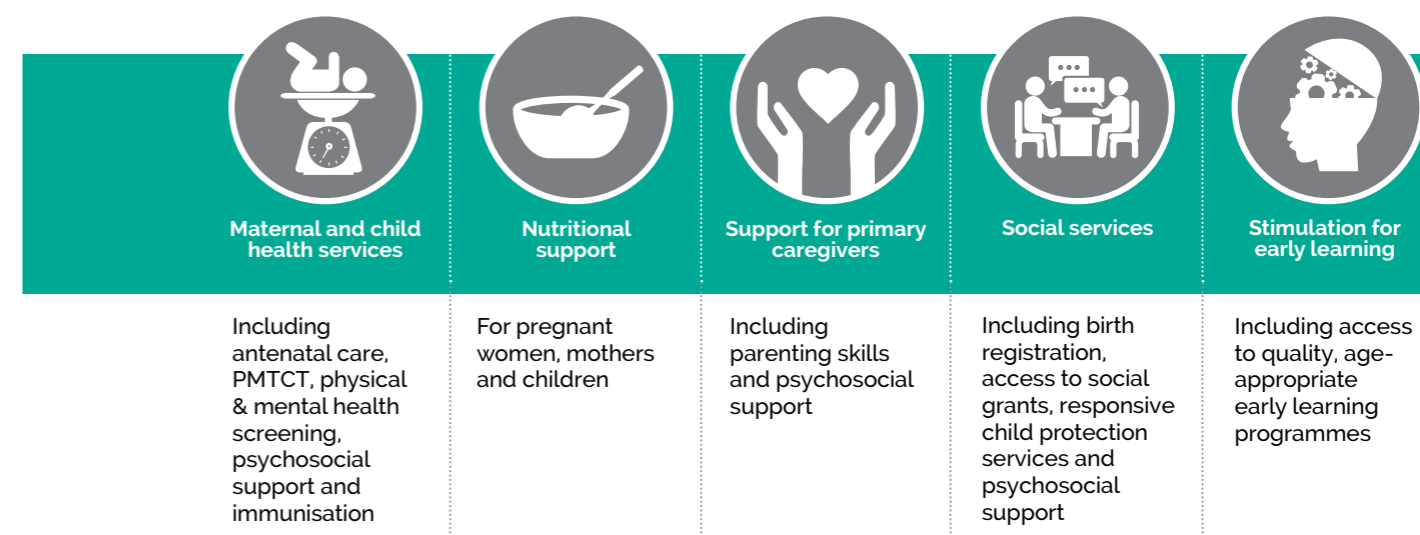 Maternal and child
health services
Nutritional
support
Support for primary
caregivers
Social services
Stimulation for
early learning
Including
antenatal care,
PMTCT, physical
& mental health
screening,
psychosocial
support and
immunisation
For pregnant
women, mothers
and children
Including
parenting skills
and psychosocial
support
Including birth
registration,
access to social
grants, responsive
child protection
services and
psychosocial
support
Including access
to quality, age-
appropriate
early learning
programmes